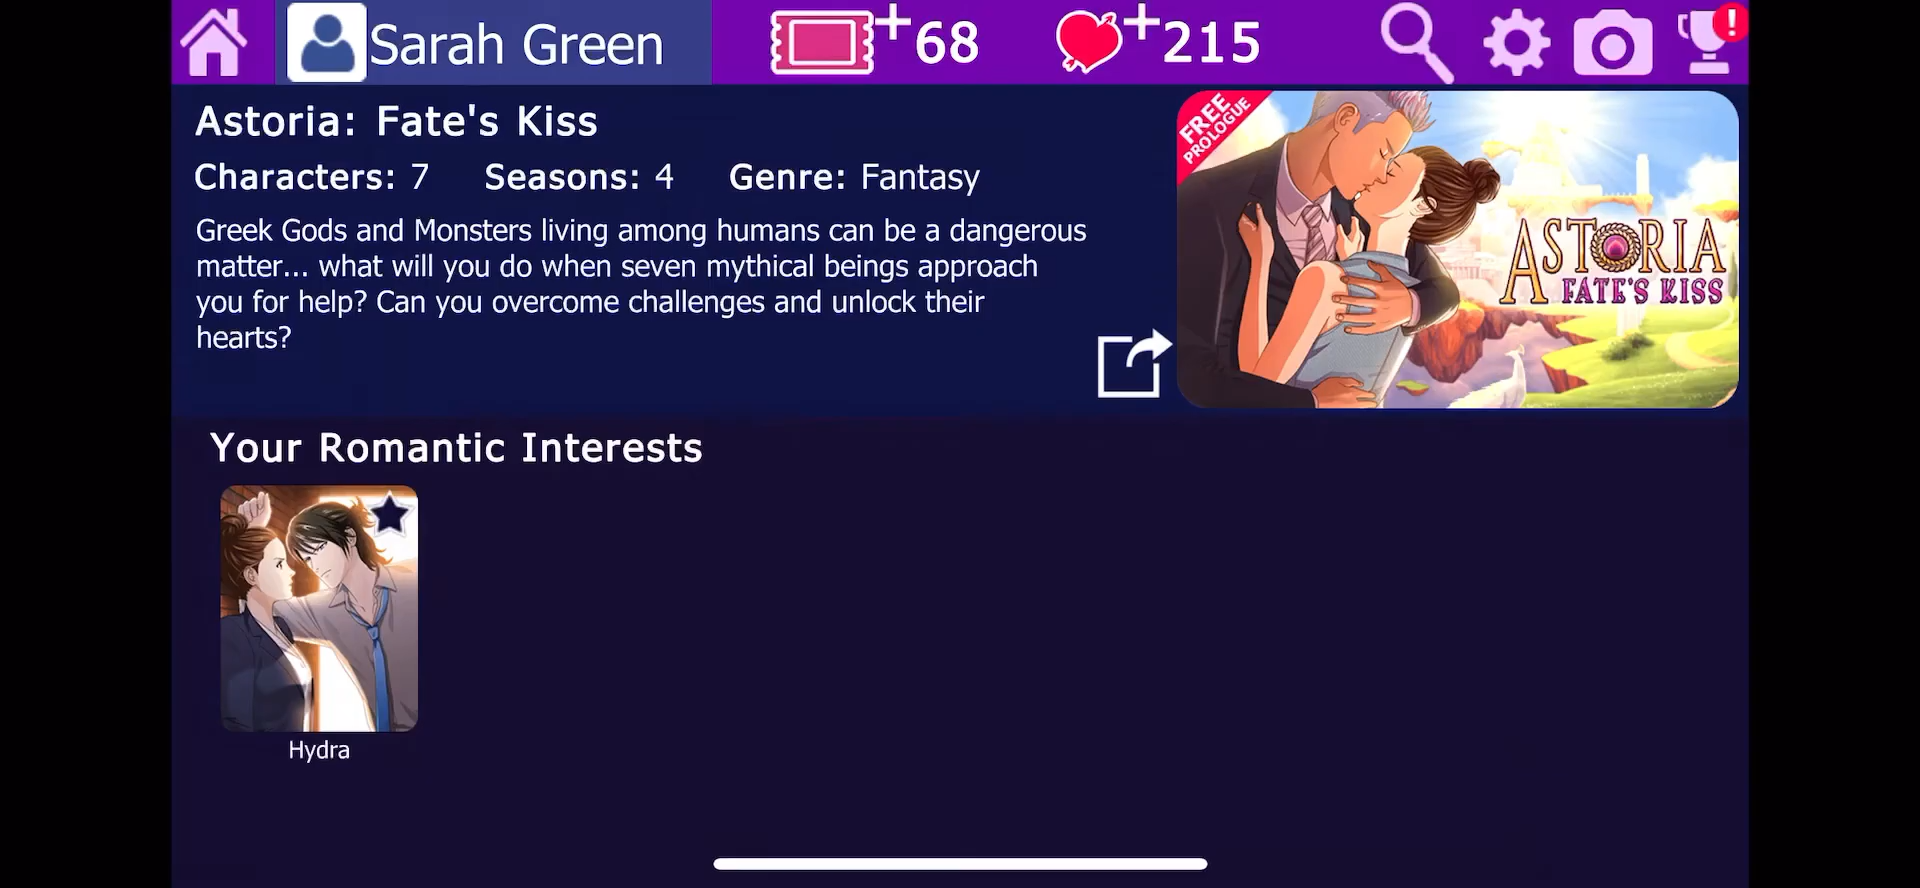 Sarah Green
+68
+215
!
Astoria: Fate's Kiss
Characters: 7 Seasons: 4 Genre: Fantasy
Greek Gods and Monsters living among humans can be a dangerous
matter... what will you do when seven mythical beings approach
you for help? Can you overcome challenges and unlock their
hearts?
FREE
PROLOGUE
ASTORIA
FATE'S KISS
Your Romantic Interests
Hydra